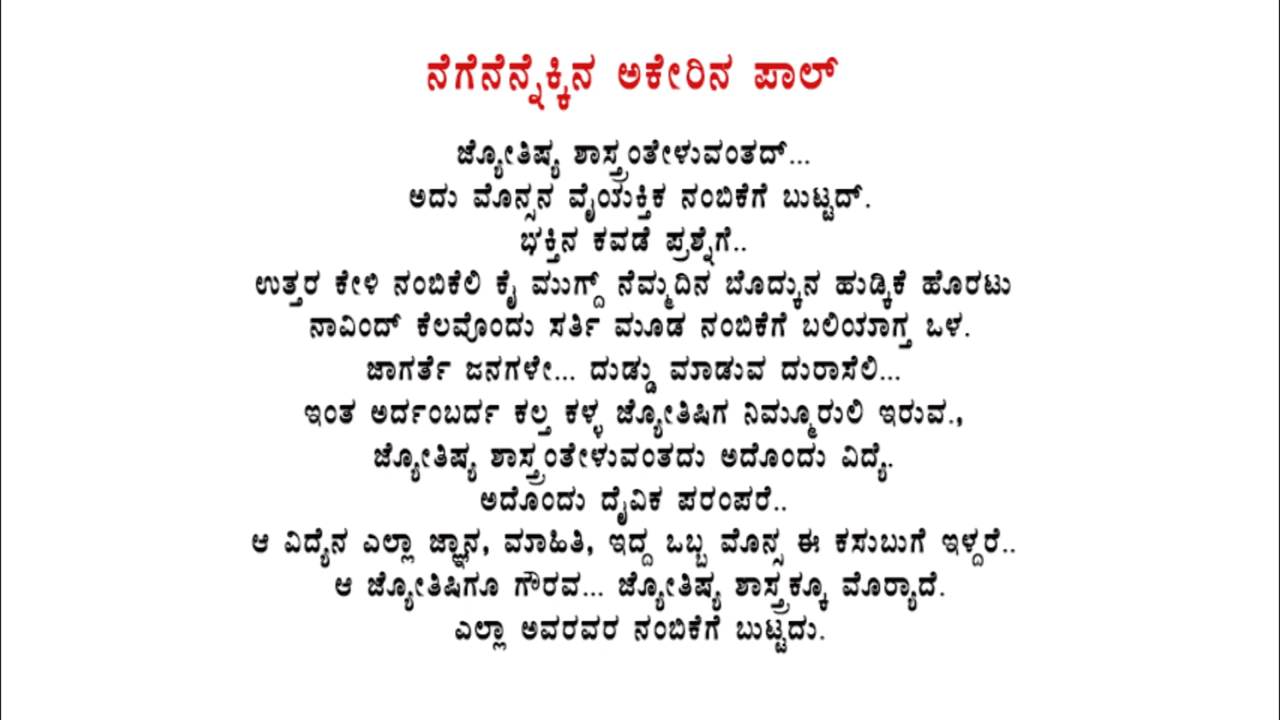 ನೆಗೆನೆನ್ನೆಕ್ಕಿನ ಅಕೇರಿನ ಪಾಲ್
ಜ್ಯೋತಿಷ್ಯ ಶಾಸ್ತ್ರಂತೇಳುವಂತದ್...
ಅದು ಮೊನ್ಸನ ವೈಯಕ್ತಿಕ ನಂಬಿಕೆಗೆ ಬುಟ್ಟದ್.
ಭಕ್ತಿನ ಕವಡೆ ಪ್ರಶ್ನೆಗೆ..
ಉತ್ತರ ಕೇಳಿ ನಂಬಿಕೆಲಿ ಕೈ ಮುಗ್ದ್ ನೆಮ್ಮದಿನ ಬೊದ್ಕುನ ಹುಡ್ಕಿಕೆ ಹೊರಟು
ನಾವಿಂದ್ ಕೆಲವೊಂದು ಸರ್ತಿ ಮೂಡ ನಂಬಿಕೆಗೆ ಬಲಿಯಾಗ್ತ ಒಳ.
ಜಾಗರ್ತೆ ಜನಗಳೇ... ದುಡ್ಡು ಮಾಡುವ ದುರಾಸೆಲಿ...
ಇಂತ ಅರ್ದಂಬರ್ದ ಕಲ್ತ ಕಳ್ಳ ಜ್ಯೋತಿಷಿಗ ನಿಮ್ಮೂರುಲಿ ಇರುವ.,
ಜ್ಯೋತಿಷ್ಯ ಶಾಸ್ತ್ರಂತೇಳುವಂತದು ಅದೊಂದು ವಿದ್ಯೆ.
ಅದೊಂದು ದೈವಿಕ ಪರಂಪರೆ..
ಆ ವಿದ್ಯೆನ ಎಲ್ಲಾ ಜ್ಞಾನ, ಮಾಹಿತಿ, ಇದ್ದ ಒಬ್ಬ ಮೊನ್ಸ ಈ ಕಸುಬುಗೆ ಇಳ್ದರೆ..
ಆ ಜ್ಯೋತಿಷಿಗೂ ಗೌರವ... ಜ್ಯೋತಿಷ್ಯ ಶಾಸ್ತ್ರಕ್ಕೂ ಮೊರ‍್ಯಾದೆ.
ಎಲ್ಲಾ ಅವರವರ ನಂಬಿಕೆಗೆ ಬುಟ್ಟದು.